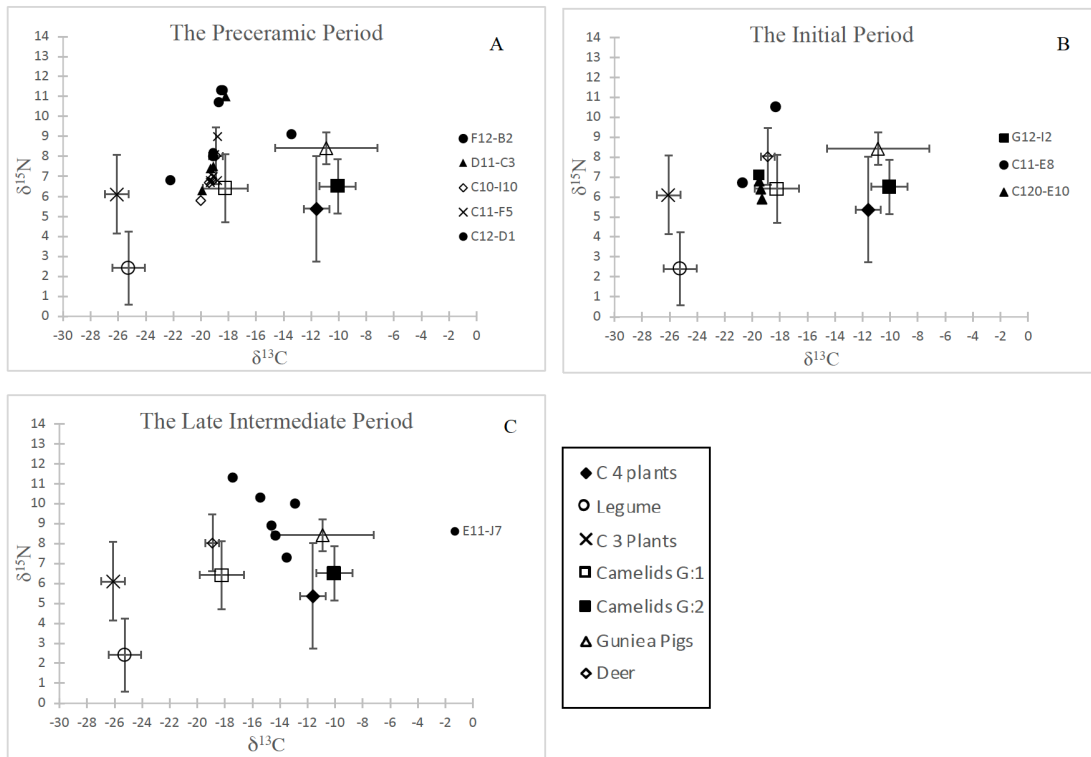 The Preceramic Period
A
14
13
12
11
10
9
8
7
6
5
4
3
2
1
0
δ15N
-30 -28 -26 -24 -22 -20 -18 -16 -14 -12 -10 -8 -6 -4 -2 0
δ13C
F12-B2
D11-C3
C10-I10
C11-F5
C12-D1
The Initial Period
B
14
13
12
11
10
9
8
7
6
5
4
3
2
1
0
δ15N
-30 -28 -26 -24 -22 -20 -18 -16 -14 -12 -10 -8 -6 -4 -2 0
δ13C
G12-I2
C11-E8
C120-E10
The Late Intermediate Period
C
14
13
12
11
10
9
8
7
6
5
4
3
2
1
0
δ15N
-30 -28 -26 -24 -22 -20 -18 -16 -14 -12 -10 -8 -6 -4 -2 0
δ13C
E11-J7
C 4 plants
Legume
C 3 Plants
Camelids G:1
Camelids G:2
Guniea Pigs
Deer